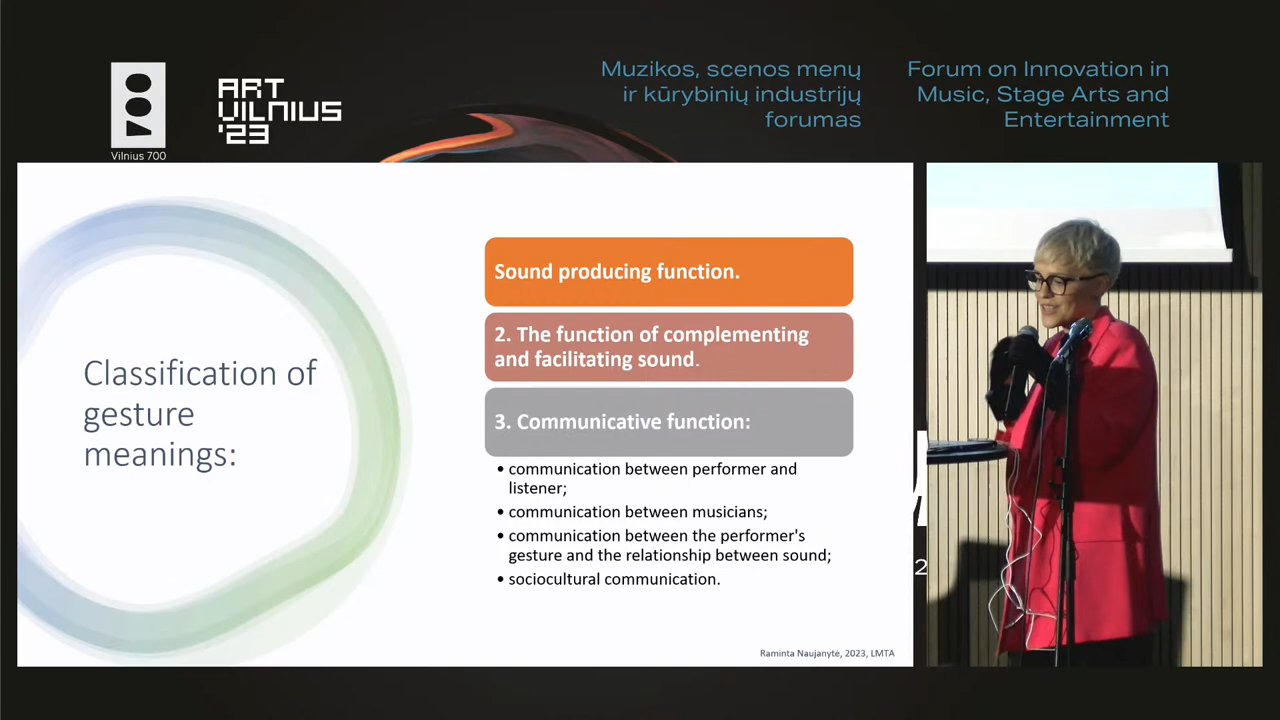 Vilnius 700
ART
VILNIUS
'23
Muzikos, scenos menų
ir kūrybinių industrijų
forumas
Forum on Innovation in
Music, Stage Arts and
Entertainment
Classification of
gesture
meanings:
Sound producing function.
2. The function of complementing
and facilitating sound.
3. Communicative function:
• communication between performer and
listener;
• communication between musicians;
• communication between the performer's
gesture and the relationship between sound;
• sociocultural communication.
Raminta Naujanytė, 2023, LMTA
2